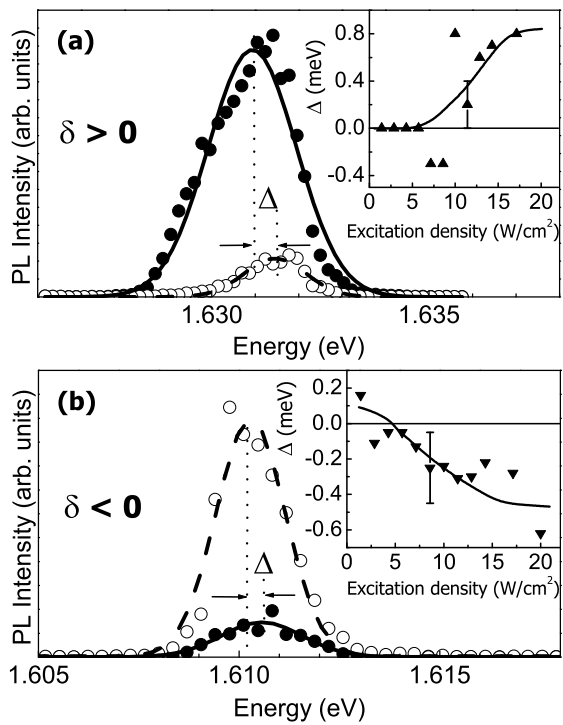 (a)
δ > 0
Δ
PL Intensity (arb. units)
1.630
1.635
Energy (eV)
0.8
0.4
0.0
-0.4
Δ (meV)
0 5 10 15 20
Excitation density (W/cm²)
(b)
δ < 0
Δ
PL Intensity (arb. units)
1.605
1.610
1.615
Energy (eV)
0.2
0.0
-0.2
-0.4
-0.6
Δ (meV)
0 5 10 15 20
Excitation density (W/cm²)